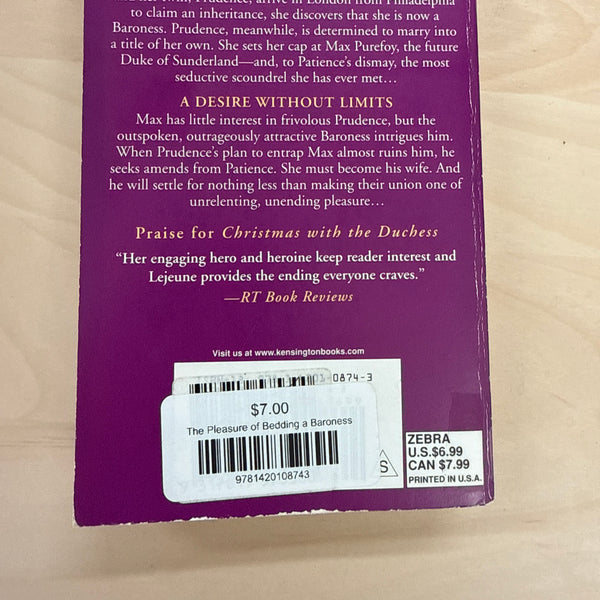 Prudence, arrive in London from Philadelphia
to claim an inheritance, she discovers that she is now a
Baroness. Prudence, meanwhile, is determined to marry into
a title of her own. She sets her cap at Max Purefoy, the future
Duke of Sunderland—and, to Patience's dismay, the most
seductive scoundrel she has ever met…
A DESIRE WITHOUT LIMITS
Max has little interest in frivolous Prudence, but the
outspoken, outrageously attractive Baroness intrigues him.
When Prudence's plan to entrap Max almost ruins him, he
seeks amends from Patience. She must become his wife. And
he will settle for nothing less than making their union one of
unrelenting, unending pleasure…
Praise for Christmas with the Duchess
"Her engaging hero and heroine keep reader interest and
Lejeune provides the ending everyone craves."
—RT Book Reviews
Visit us at www.kensingtonbooks.com
0874-3
$7.00
The Pleasure of Bedding a Baroness
9781420108743
S
ZEBRA
U.S.$6.99
CAN $7.99
PRINTED IN U.S.A.